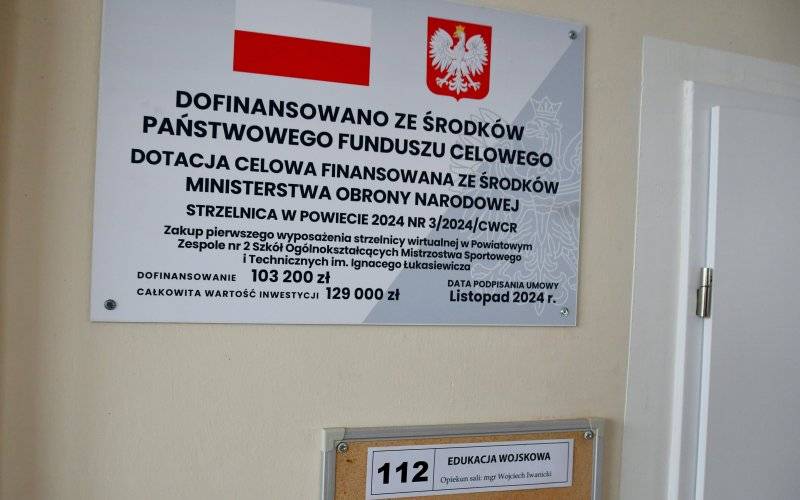 DOFINANSOWANO ZE ŚRODKÓW
PAŃSTWOWEGO FUNDUSZU CELOWEGO
DOTACJA CELOWA FINANSOWANA ZE ŚRODKÓW
MINISTERSTWA OBRONY NARODOWEJ
STRZELNICA W POWIECIE 2024 NR 3/2024/CWCR
Zakup pierwszego wyposażenia strzelnicy wirtualnej w Powiatowym
Zespole nr 2 Szkół Ogólnokształcących Mistrzostwa Sportowego
i Technicznych im. Ignacego Łukasiewicza
DOFINANSOWANIE 103 200 zł
CAŁKOWITA WARTOŚĆ INWESTYCJI 129 000 zł
DATA PODPISANIA UMOWY
Listopad 2024 r.
112
EDUKACJA WOJSKOWA
Opiekun sali: mgr Wojciech Iwanicki